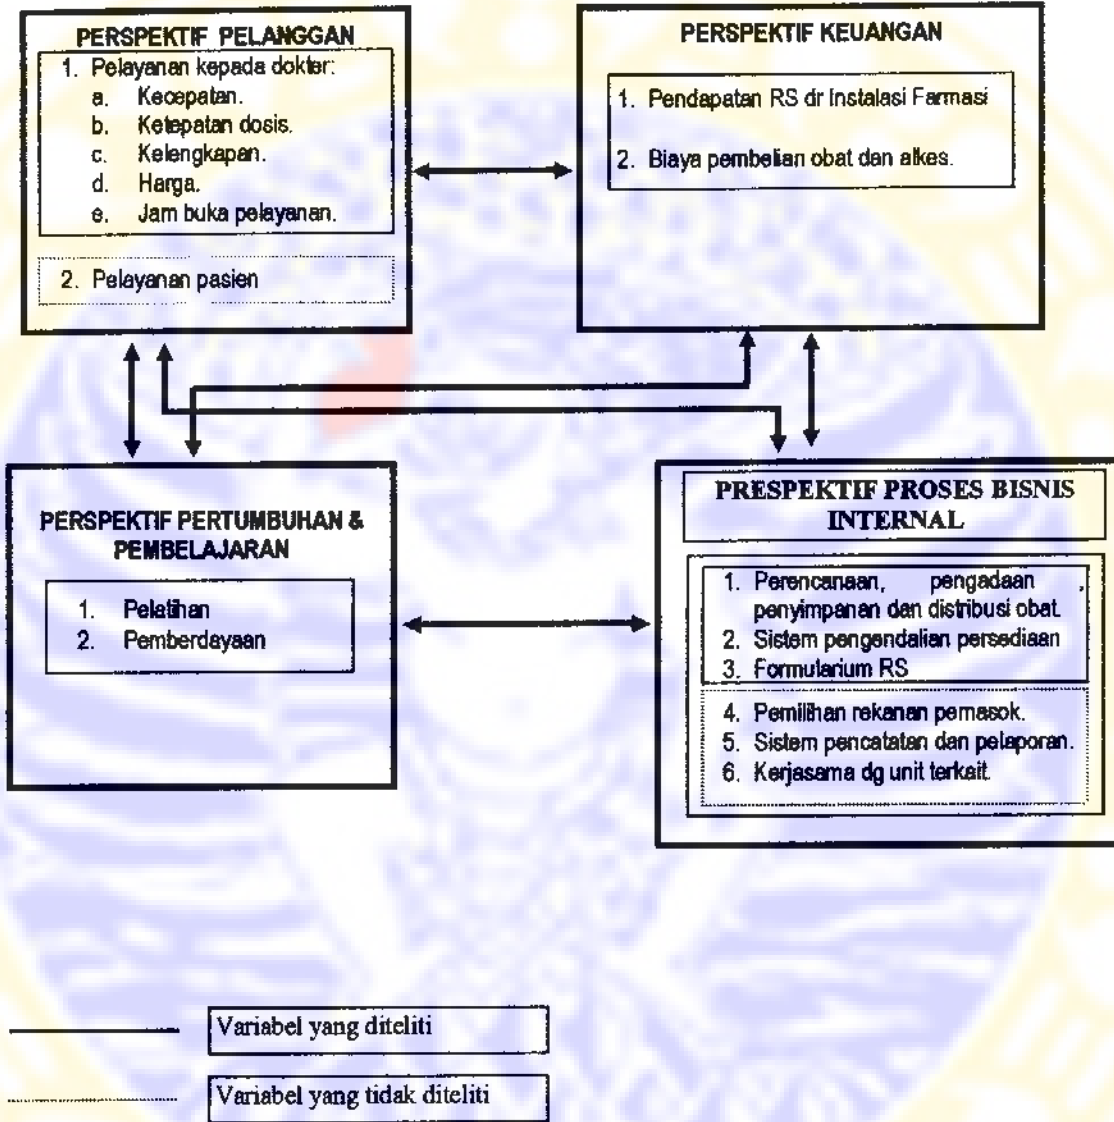 PERSPEKTIF PELANGGAN
1. Pelayanan kepada dokter:
a. Kecepatan.
b. Ketepatan dosis.
c. Kelengkapan.
d. Harga.
e. Jam buka pelayanan.
2. Pelayanan pasien
PERSPEKTIF KEUANGAN
1. Pendapatan RS dr Instalasi Farmasi
2. Biaya pembelian obat dan alkes.
PERSPEKTIF PERTUMBUHAN &
PEMBELAJARAN
1. Pelatihan
2. Pemberdayaan
PRESPEKTIF PROSES BISNIS
INTERNAL
1. Perencanaan, pengadaan ,
penyimpanan dan distribusi obat.
2. Sistem pengendalian persediaan
3. Formularium RS
4. Pemilihan rekanan pemasok.
5. Sistem pencatatan dan pelaporan.
6. Kerjasama dg unit terkait.
Variabel yang diteliti
Variabel yang tidak diteliti